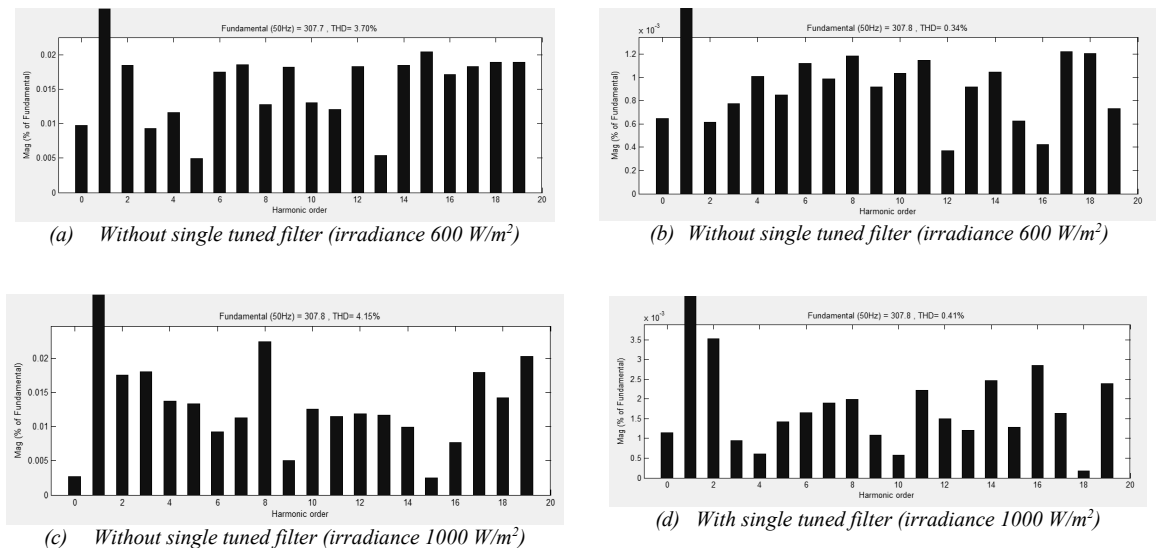 Fundamental (50Hz) = 307.7 , THD= 3.70%
0.02
0.015
0.01
0.005
0
Mag (% of Fundamental)
0 2 4 6 8 10 12 14 16 18 20
Harmonic order
(a) Without single tuned filter (irradiance 600 W/m²)
x 10⁻³
Fundamental (50Hz) = 307.8 , THD= 0.34%
1.2
1
0.8
0.6
0.4
0.2
0
Mag (% of Fundamental)
0 2 4 6 8 10 12 14 16 18 20
Harmonic order
(b) Without single tuned filter (irradiance 600 W/m²)
Fundamental (50Hz) = 307.8 , THD= 4.15%
0.02
0.015
0.01
0.005
0
Mag (% of Fundamental)
0 2 4 6 8 10 12 14 16 18 20
Harmonic order
(c) Without single tuned filter (irradiance 1000 W/m²)
x 10⁻³
Fundamental (50Hz) = 307.8 , THD= 0.41%
3.5
3
2.5
2
1.5
1
0.5
0
Mag (% of Fundamental)
0 2 4 6 8 10 12 14 16 18 20
Harmonic order
(d) With single tuned filter (irradiance 1000 W/m²)